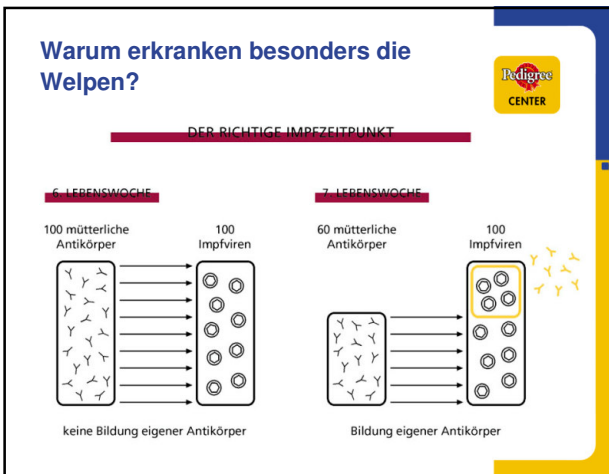 Warum erkranken besonders die
Welpen?
Pedigree
CENTER
DER RICHTIGE IMPFZEITPUNKT
6. LEBENSWOCHE
7. LEBENSWOCHE
100 mütterliche
Antikörper
100
Impfviren
60 mütterliche
Antikörper
100
Impfviren
keine Bildung eigener Antikörper
Bildung eigener Antikörper